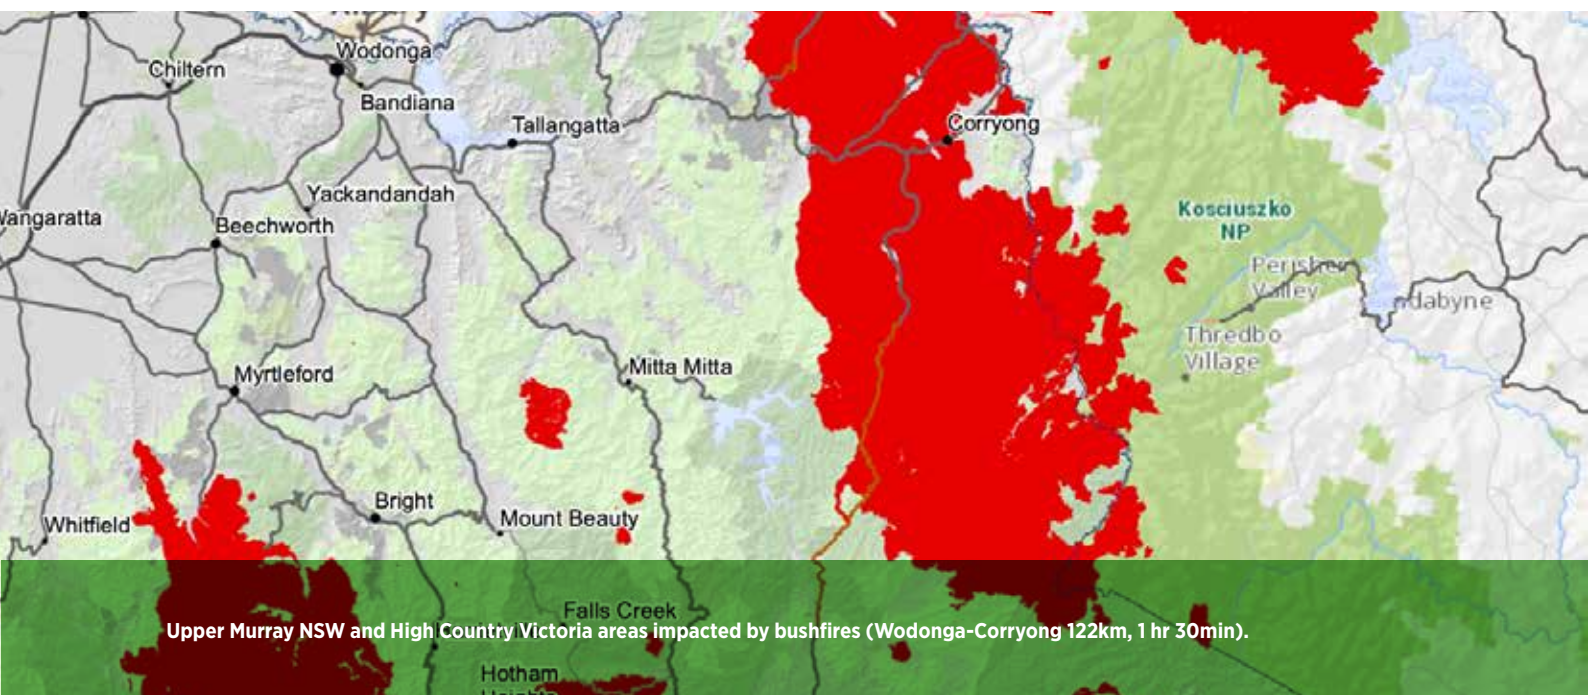 Wodonga
Chiltern
Bandiana
Tallangatta
Corryong
Yackandandah
Beechworth
Kosciuszko
NP
Perisher
Valley
Thredbo
Village
Myrtleford
Mitta Mitta
Bright
Mount Beauty
Whitfield
Falls Creek
Upper Murray NSW and High Country Victoria areas impacted by bushfires (Wodonga-Corryong 122km, 1 hr 30min).
Hotham